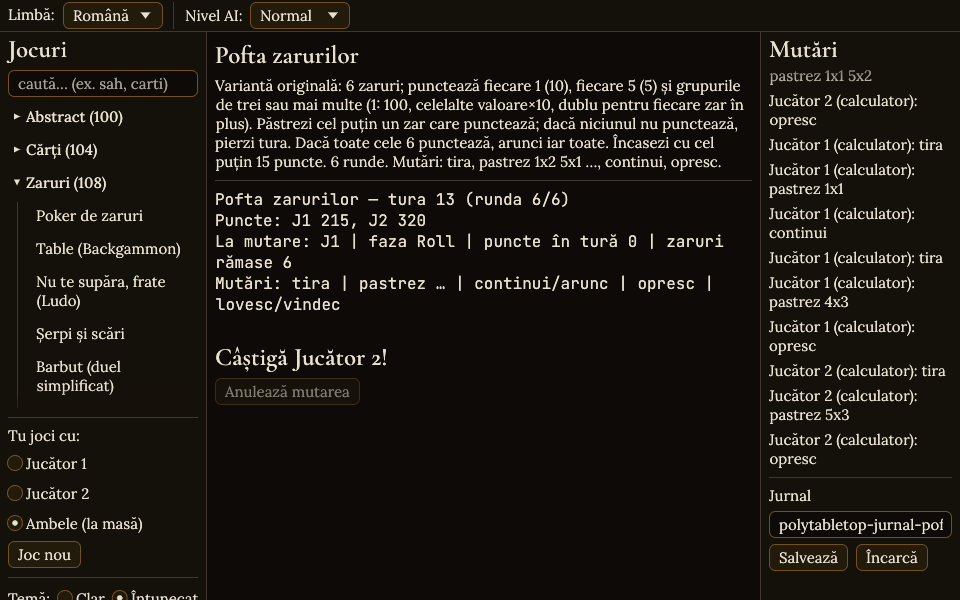 Limbă: Română Nivel AI: Normal
Jocuri
caută... (ex. sah, carti)
Abstract (100)
Cărți (104)
Zaruri (108)
Poker de zaruri
Table (Backgammon)
Nu te supăra, frate
(Ludo)
Șerpi și scări
Barbut (duel
simplificat)
Tu joci cu:
Jucător 1
Jucător 2
Ambele (la masă)
Joc nou
Temă: Clar Întunecat
Pofta zarurilor
Variantă originală: 6 zaruri; punctează fiecare 1 (10), fiecare 5 (5) și grupurile
de trei sau mai multe (1: 100, celelalte valoare×10, dublu pentru fiecare zar în
plus). Păstrezi cel puțin un zar care punctează; dacă niciunul nu punctează,
pierzi tura. Dacă toate cele 6 punctează, arunci iar toate. Încasezi cu cel
puțin 15 puncte. 6 runde. Mutări: tira, pastrez 1x2 5x1 ..., continui, opresc.
Pofta zarurilor — tura 13 (runda 6/6)
Puncte: J1 215, J2 320
La mutare: J1 | faza Roll | puncte în tură 0 | zaruri
rămase 6
Mutări: tira | pastrez … | continui/arunc | opresc |
lovesc/vindec
Câștigă Jucător 2!
Anulează mutarea
Mutări
pastrez 1x1 5x2
Jucător 2 (calculator):
opresc
Jucător 1 (calculator): tira
Jucător 1 (calculator):
pastrez 1x1
Jucător 1 (calculator):
continui
Jucător 1 (calculator): tira
Jucător 1 (calculator):
pastrez 4x3
Jucător 1 (calculator):
opresc
Jucător 2 (calculator): tira
Jucător 2 (calculator):
pastrez 5x3
Jucător 2 (calculator):
opresc
Jurnal
polytabletop-jurnal-pof
Salvează Încarcă